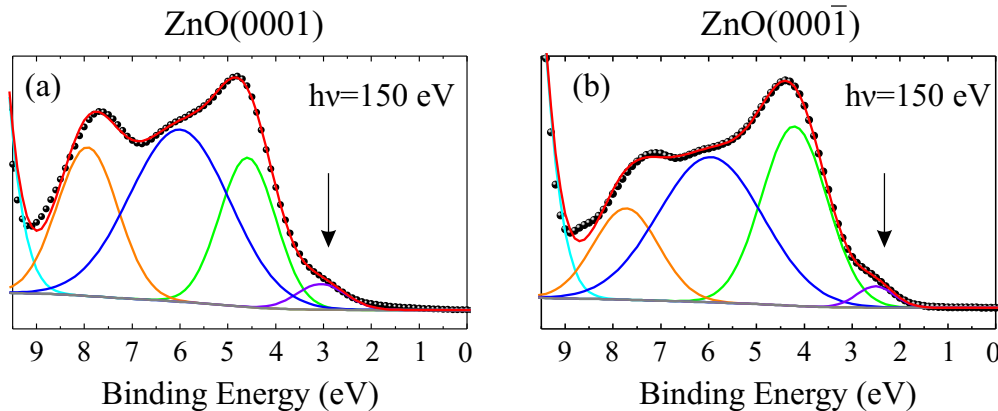 ZnO(0001)
(a)
hν=150 eV
9 8 7 6 5 4 3 2 1 0
Binding Energy (eV)
ZnO(0001̅)
(b)
hν=150 eV
9 8 7 6 5 4 3 2 1 0
Binding Energy (eV)